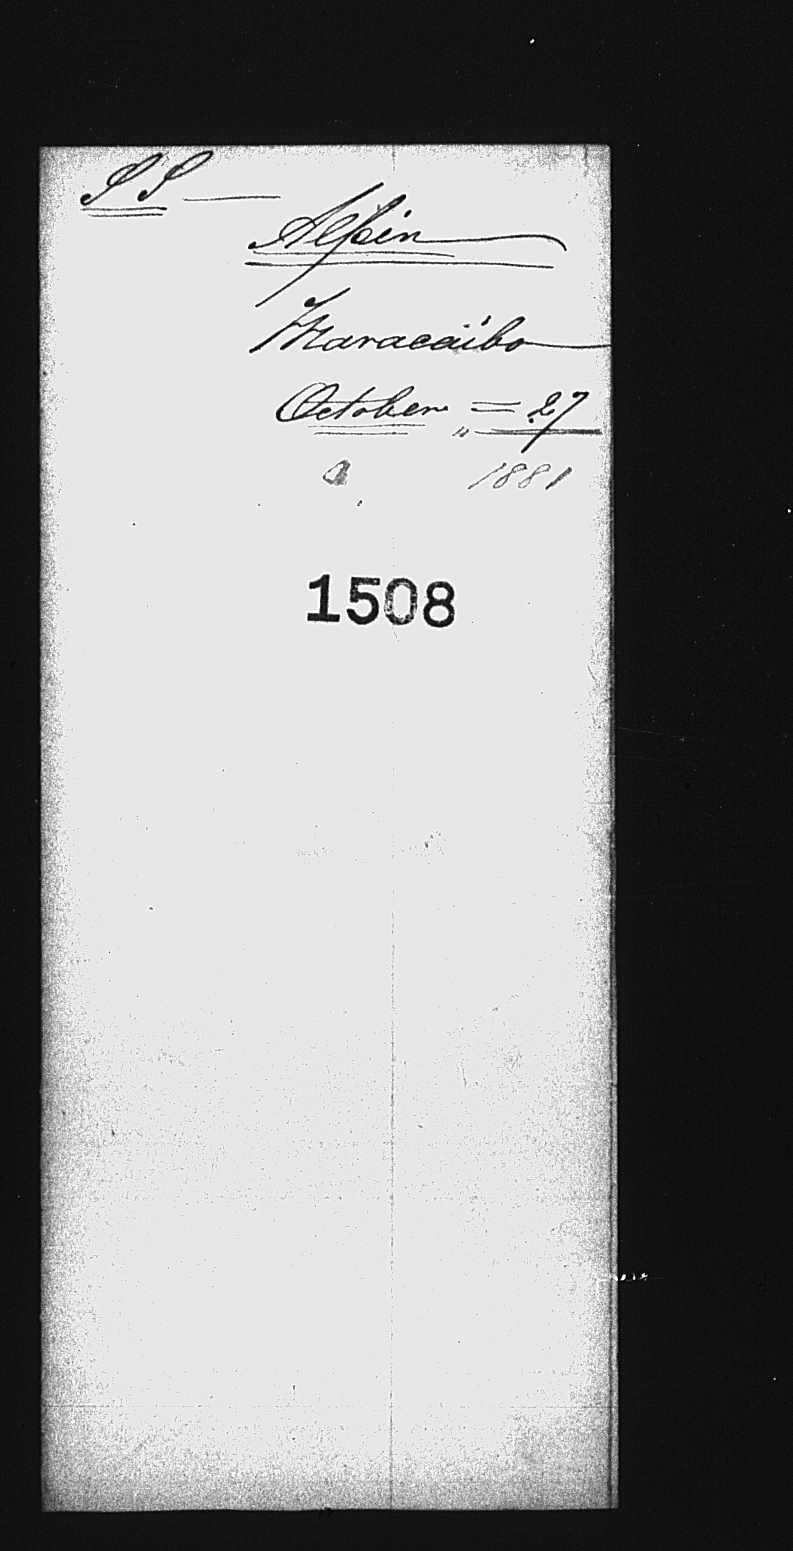 S S —
Alpin
Maracaibo
October = 27
1881
1508